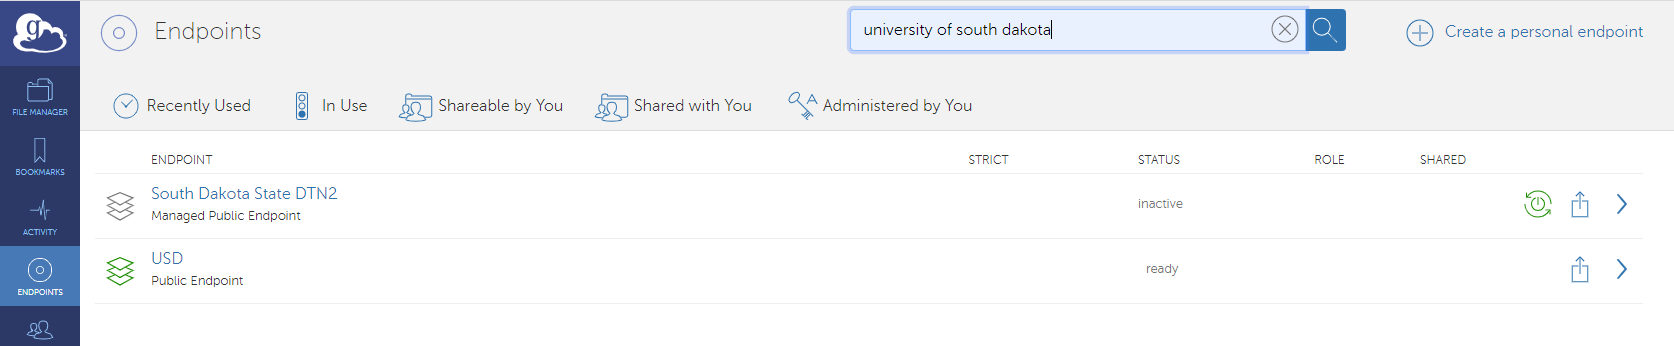 g
Endpoints
university of south dakota
Create a personal endpoint
Recently Used
In Use
Shareable by You
Shared with You
A
Administered by You
FILE MANAGER
BOOKMARKS
ACTIVITY
ENDPOINTS
ENDPOINT STRICT STATUS ROLE SHARED
South Dakota State DTN2
Managed Public Endpoint
inactive
USD
Public Endpoint
ready